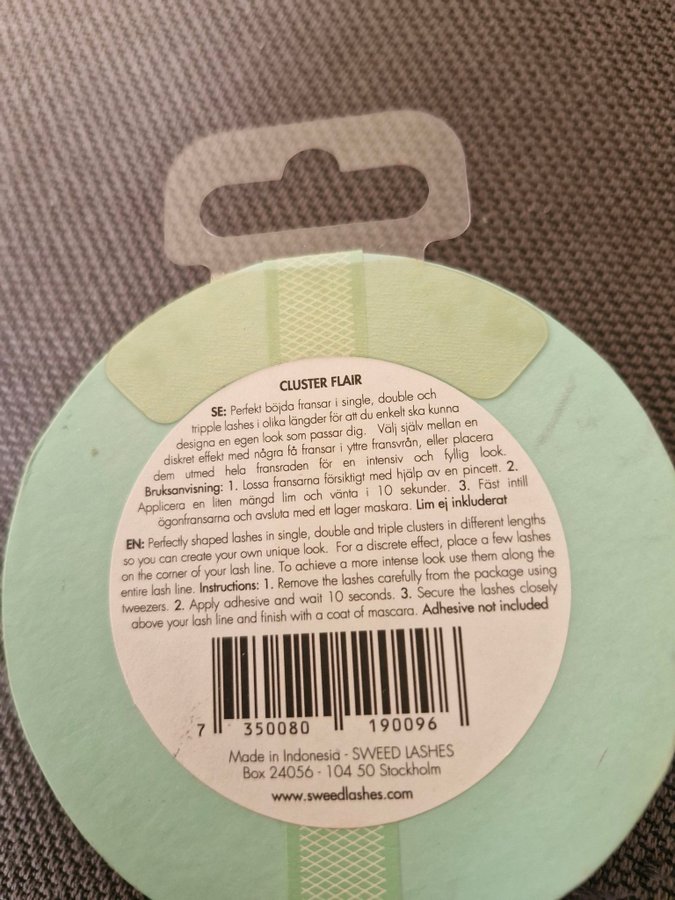 CLUSTER FLAIR
SE: Perfekt böjda fransar i single, double och
tripple lashes i olika längder för att du enkelt ska kunna
designa en egen look som passar dig. Välj själv mellan en
diskret effekt med några få fransar i yttre fransvrån, eller placera
dem utmed hela fransraden för en intensiv och fyllig look.
Bruksanvisning: 1. Lossa fransarna försiktigt med hjälp av en pincett. 2.
Applicera en liten mängd lim och vänta i 10 sekunder. 3. Fäst intill
ögonfransarna och avsluta med ett lager maskara. Lim ej inkluderat
EN: Perfectly shaped lashes in single, double and triple clusters in different lengths
so you can create your own unique look. For a discrete effect, place a few lashes
on the corner of your lash line. To achieve a more intense look use them along the
entire lash line. Instructions: 1. Remove the lashes carefully from the package using
tweezers. 2. Apply adhesive and wait 10 seconds. 3. Secure the lashes closely
above your lash line and finish with a coat of mascara. Adhesive not included
7 350080 190096
Made in Indonesia - SWEED LASHES
Box 24056 - 104 50 Stockholm
www.sweedlashes.com